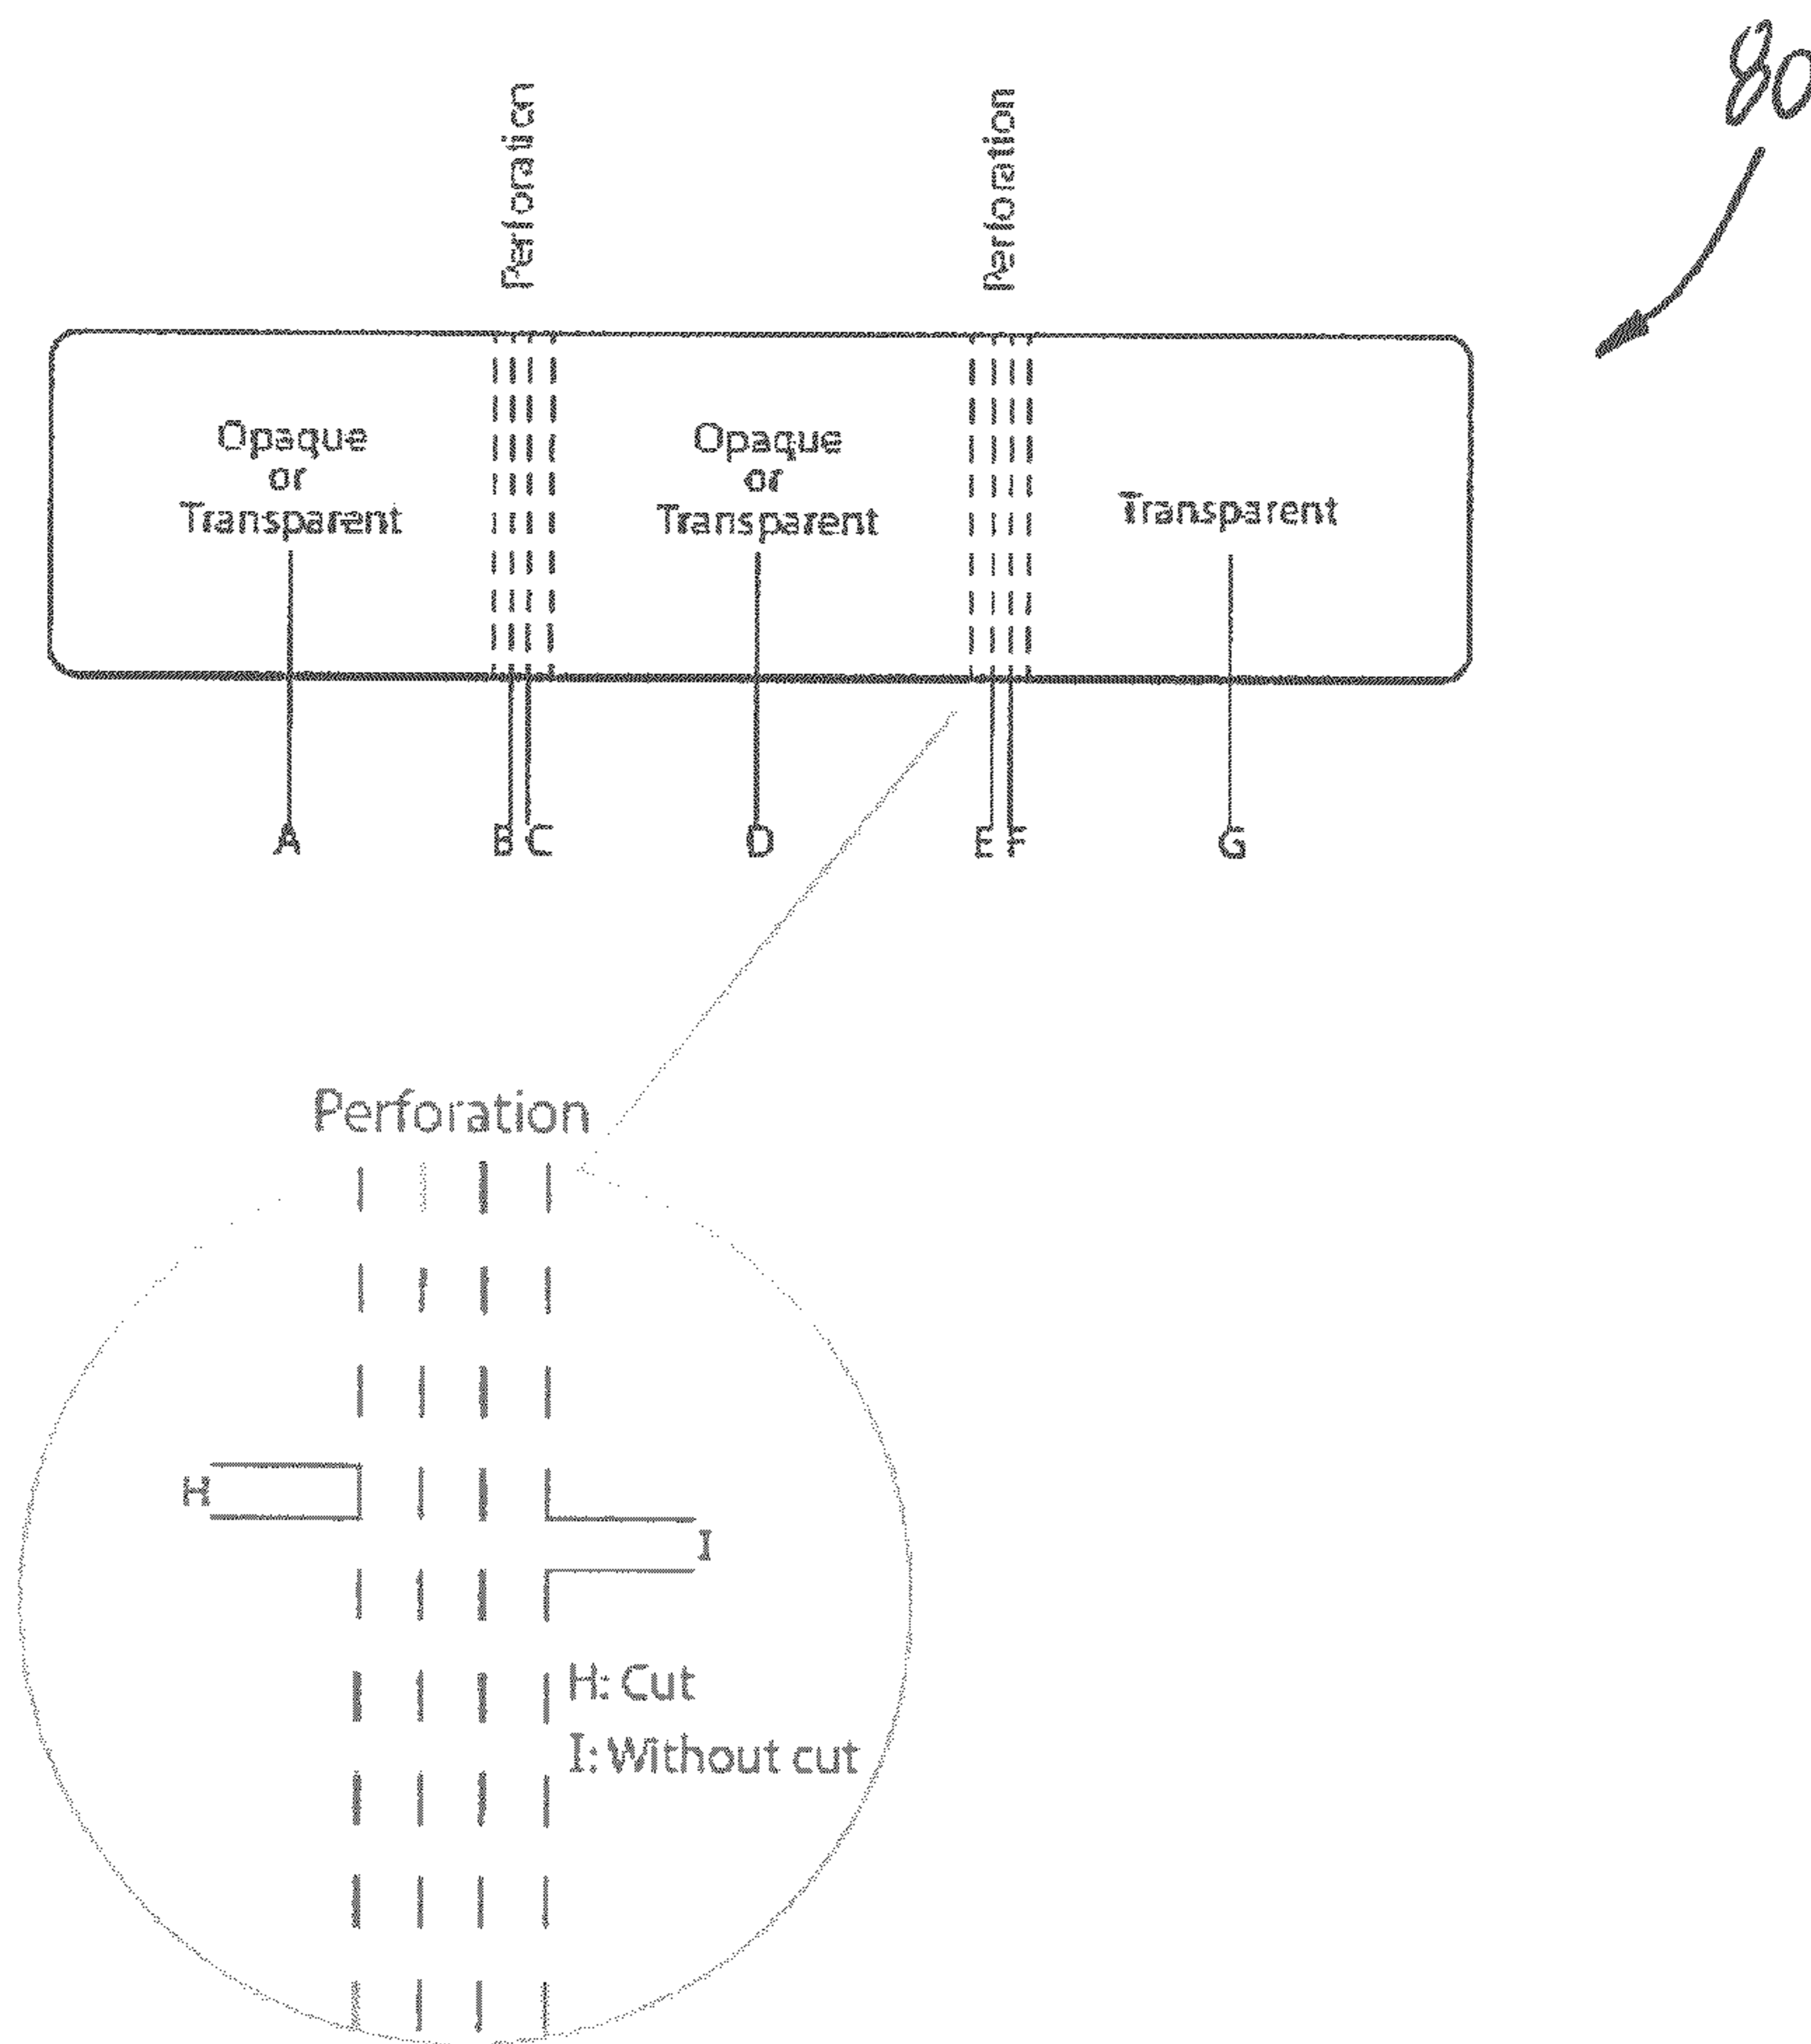 80
Perforation
Perforation
Opaque
or
Transparent
Opaque
or
Transparent
Transparent
A
B
C
D
E
F
G
Perforation
H
I
H: Cut
I: Without cut